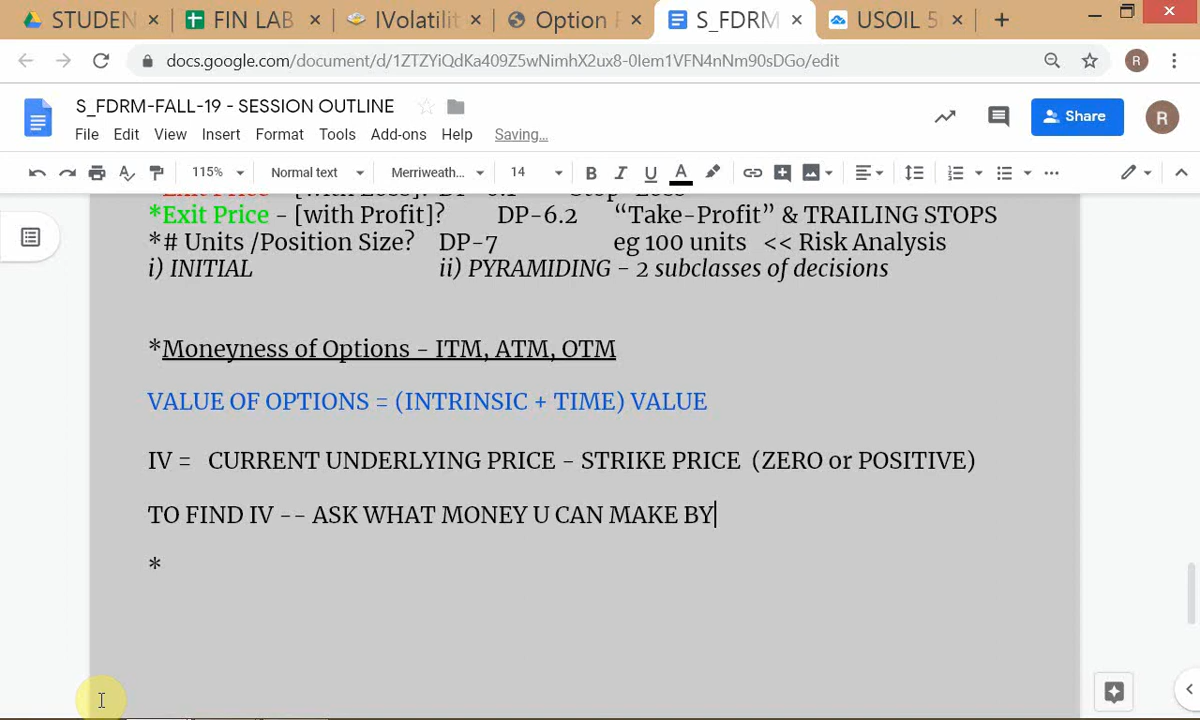 STUDEN
FIN LAB
IVolatilit
Option
S_FDRM
USOIL 5
docs.google.com/document/d/1ZTZYiQdKa409Z5wNimhX2ux8-0Iem1VFN4nNm90sDGo/edit
R
S_FDRM-FALL-19 - SESSION OUTLINE
File Edit View Insert Format Tools Add-ons Help Saving...
Share
R
115% Normal text Merriweath... 14 B I U A
*Exit Price - [with Profit]? DP-6.2 “Take-Profit” & TRAILING STOPS
*# Units /Position Size? DP-7 eg 100 units << Risk Analysis
i) INITIAL ii) PYRAMIDING - 2 subclasses of decisions
*Moneyness of Options - ITM, ATM, OTM
VALUE OF OPTIONS = (INTRINSIC + TIME) VALUE
IV = CURRENT UNDERLYING PRICE - STRIKE PRICE (ZERO or POSITIVE)
TO FIND IV -- ASK WHAT MONEY U CAN MAKE BY
*